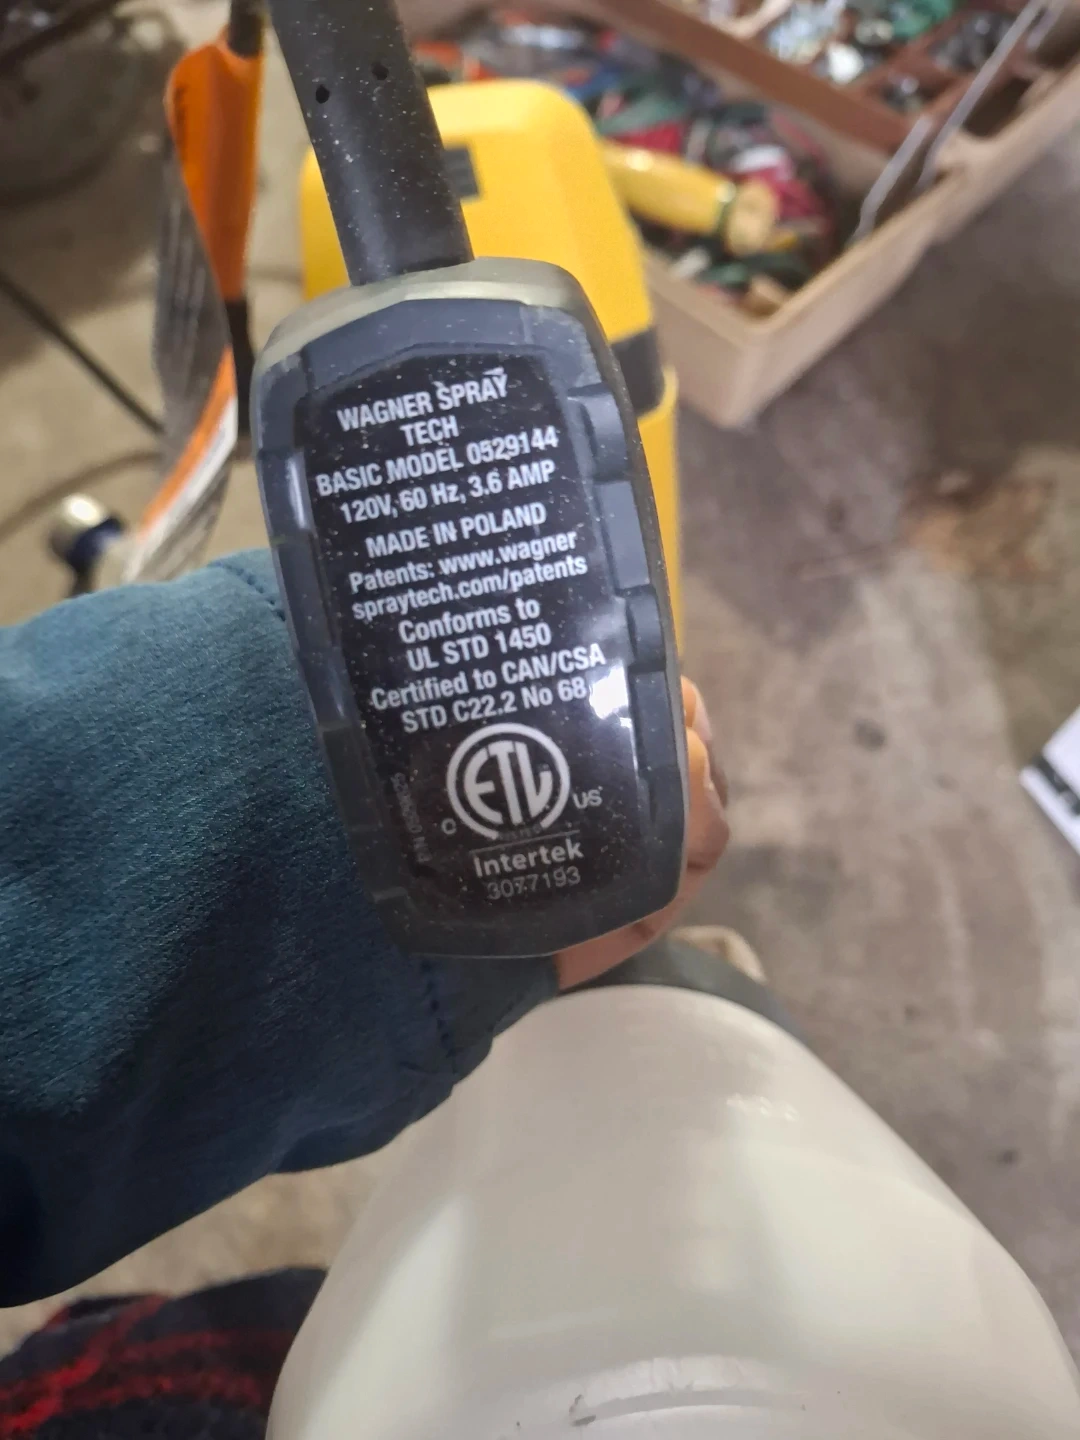 WAGNER SPRAY
TECH
BASIC MODEL 0529144
120V, 60 Hz, 3.6 AMP
MADE IN POLAND
Patents: www.wagner
spraytech.com/patents
Conforms to
UL STD 1450
Certified to CAN/CSA
STD C22.2 No 68
ETL
C US
Intertek
3077193